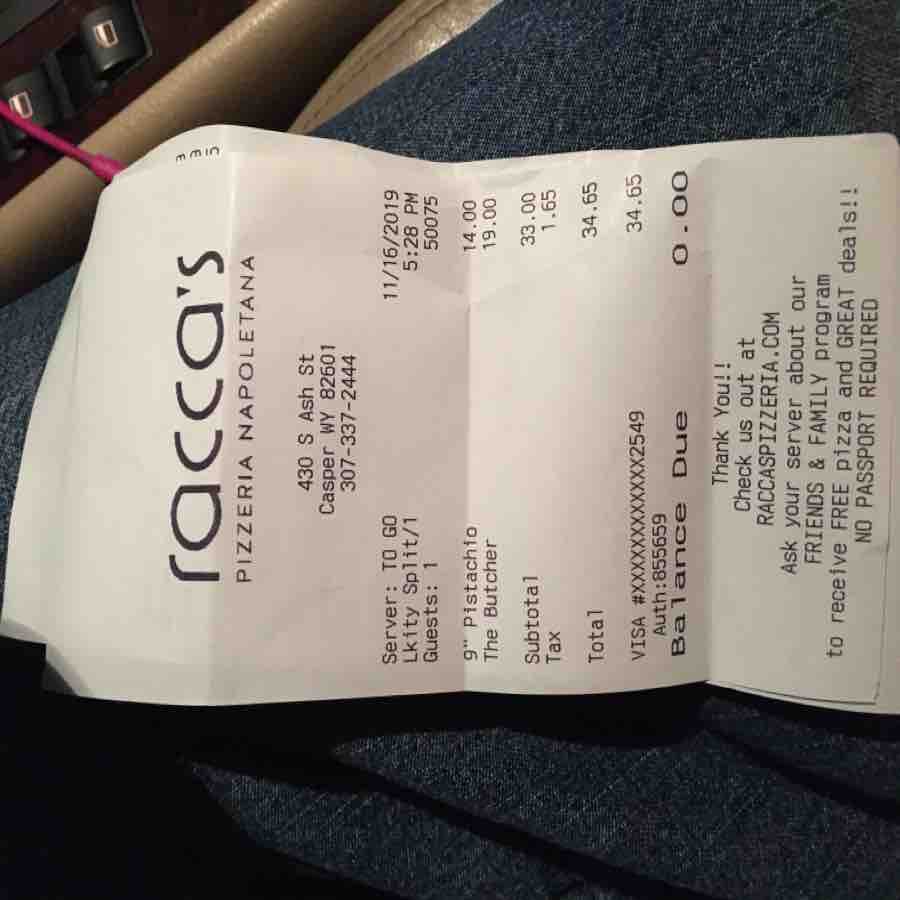 racca's
PIZZERIA NAPOLETANA
430 S Ash St
Casper WY 82601
307-337-2444
Server: TO GO 11/16/2019
Lkity Split/1 5:28 PM
Guests: 1 50075
9" Pistachio 14.00
The Butcher 19.00
Subtotal 33.00
Tax 1.65
Total 34.65
VISA #XXXXXXXXXXXX2549 34.65
Auth:855659
Balance Due 0.00
Thank You!!
Check us out at
RACCASPIZZERIA.COM
Ask your server about our
FRIENDS & FAMILY program
to receive FREE pizza and GREAT deals!!
NO PASSPORT REQUIRED